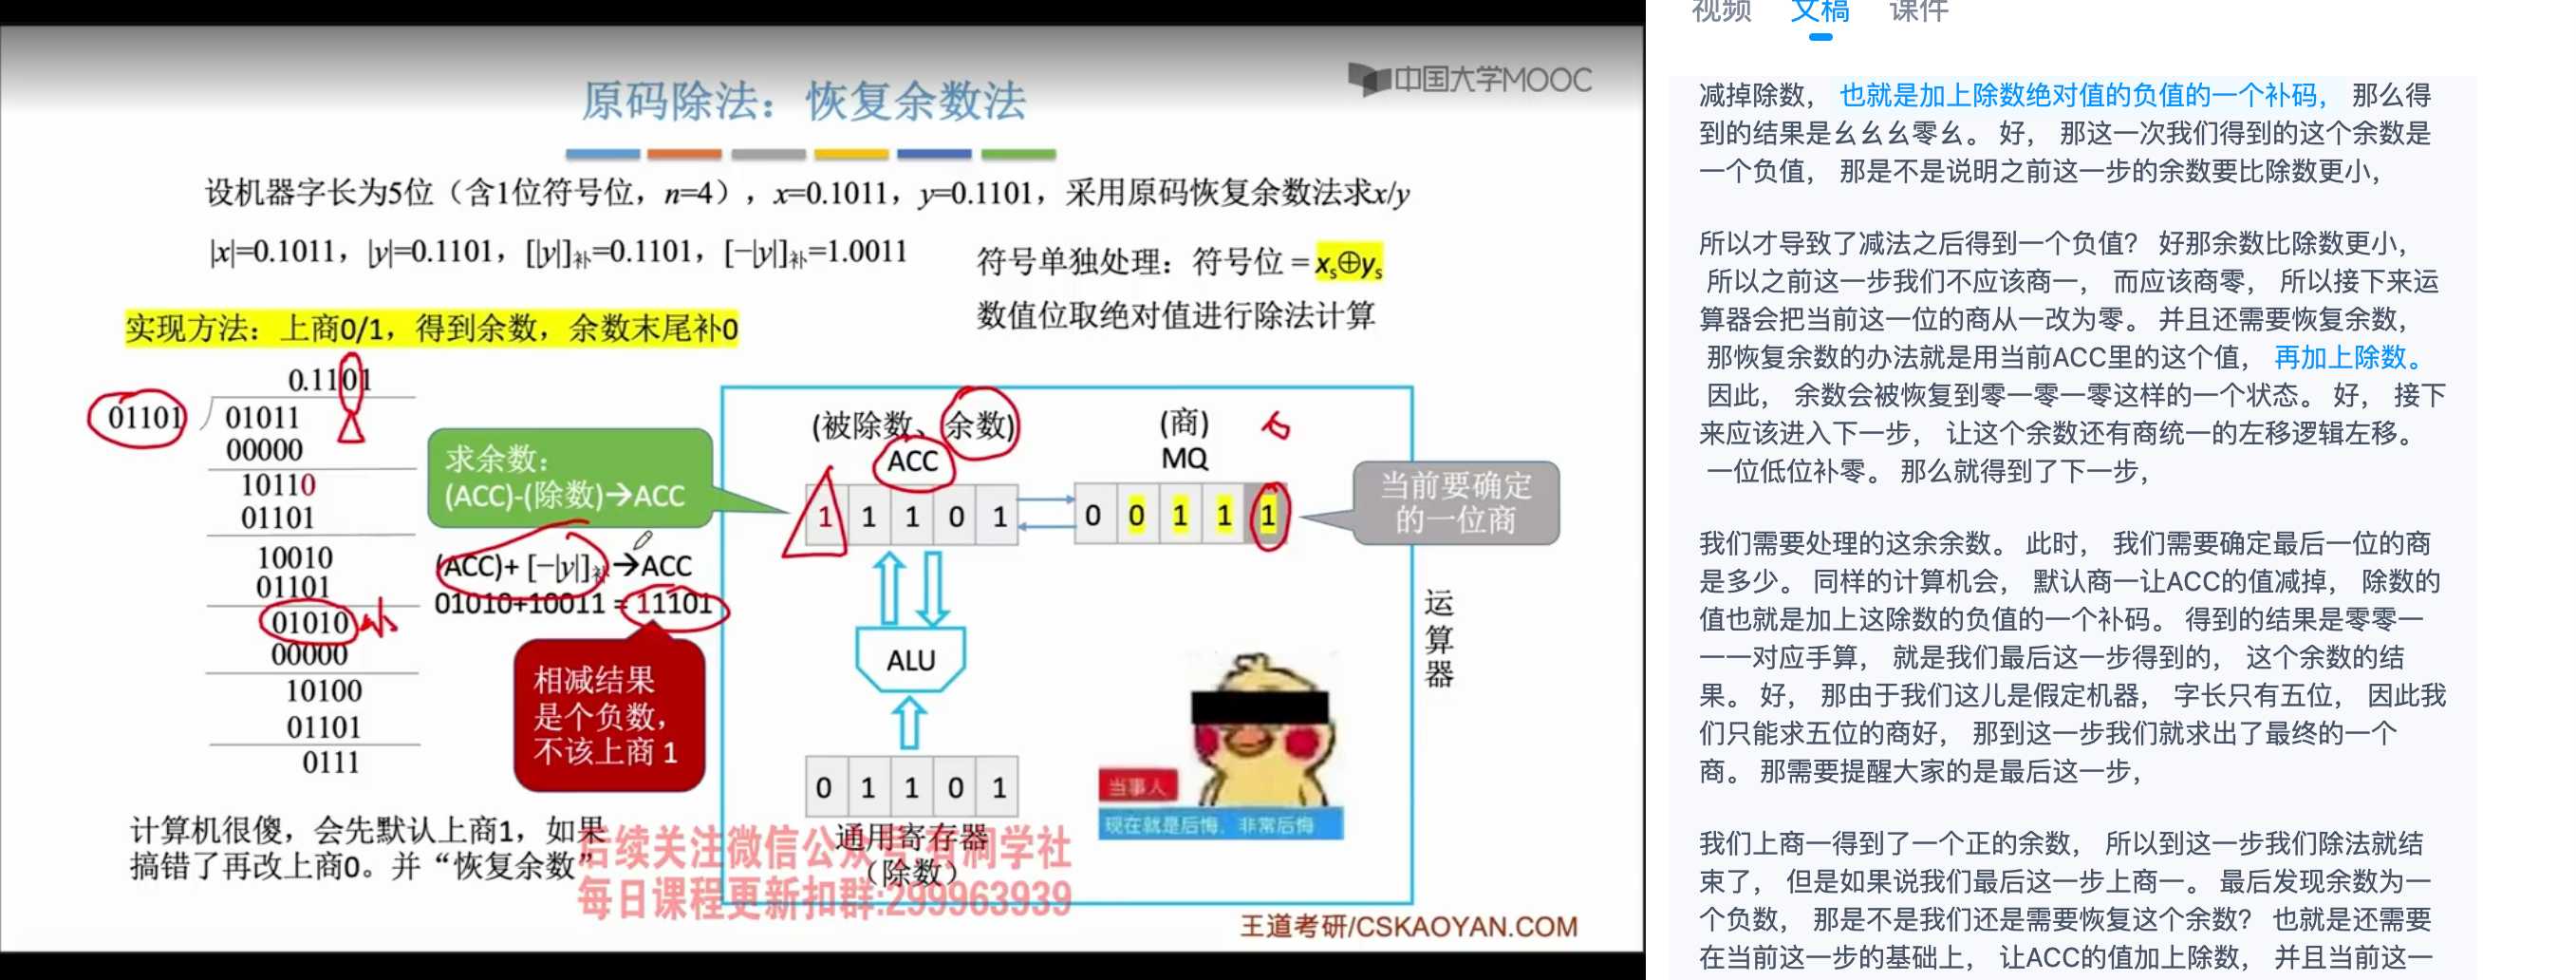 中国大学MOOC
原码除法：恢复余数法
设机器字长为5位（含1位符号位，n=4），x=0.1011，y=0.1101，采用原码恢复余数法求x/y
|x|=0.1011，|y|=0.1101，[|y|]补=0.1101，[−|y|]补=1.0011
符号单独处理：符号位 = xs⊕ys
数值位取绝对值进行除法计算
实现方法：上商0/1，得到余数，余数末尾补0
0.1101
01101
01011
00000
10110
01101
10010
01101
01010
小
00000
10100
01101
0111
求余数：
(ACC)-(除数)→ACC
(ACC)+ [−|y|]补→ACC
01010+10011 = 11101
相减结果
是个负数，
不该上商 1
计算机很傻，会先默认上商1，如果
搞错了再改上商0。并“恢复余数”
(被除数、余数)
ACC
1 1 1 0 1
(商)
MQ
0 0 1 1 1
当前要确定
的一位商
运算器
ALU
0 1 1 0 1
通用寄存器
（除数）
当事人
现在就是后悔，非常后悔
后续关注微信公众号:有洞学社
每日课程更新扣群:299963939
王道考研/CSKAOYAN.COM
视频 文稿 课件
减掉除数， 也就是加上除数绝对值的负值的一个补码， 那么得
到的结果是幺幺幺零幺。 好， 那这一次我们得到的这个余数是
一个负值， 那是不是说明之前这一步的余数要比除数更小，
所以才导致了减法之后得到一个负值？ 好那余数比除数更小，
所以之前这一步我们不应该商一， 而应该商零， 所以接下来运
算器会把当前这一位的商从一改为零。 并且还需要恢复余数，
那恢复余数的办法就是用当前ACC里的这个值， 再加上除数。
因此， 余数会被恢复到零一零一零这样的一个状态。 好， 接下
来应该进入下一步， 让这个余数还有商统一的左移逻辑左移。
一位低位补零。 那么就得到了下一步，
我们需要处理的这余余数。 此时， 我们需要确定最后一位的商
是多少。 同样的计算机会， 默认商一让ACC的值减掉， 除数的
值也就是加上这除数的负值的一个补码。 得到的结果是零零一
一一对应手算， 就是我们最后这一步得到的， 这个余数的结
果。 好， 那由于我们这儿是假定机器， 字长只有五位， 因此我
们只能求五位的商好， 那到这一步我们就求出了最终的一个
商。 那需要提醒大家的是最后这一步，
我们上商一得到了一个正的余数， 所以到这一步我们除法就结
束了， 但是如果说我们最后这一步上商一。 最后发现余数为一
个负数， 那是不是我们还是需要恢复这个余数？ 也就是还需要
在当前这一步的基础上， 让ACC的值加上除数， 并且当前这一